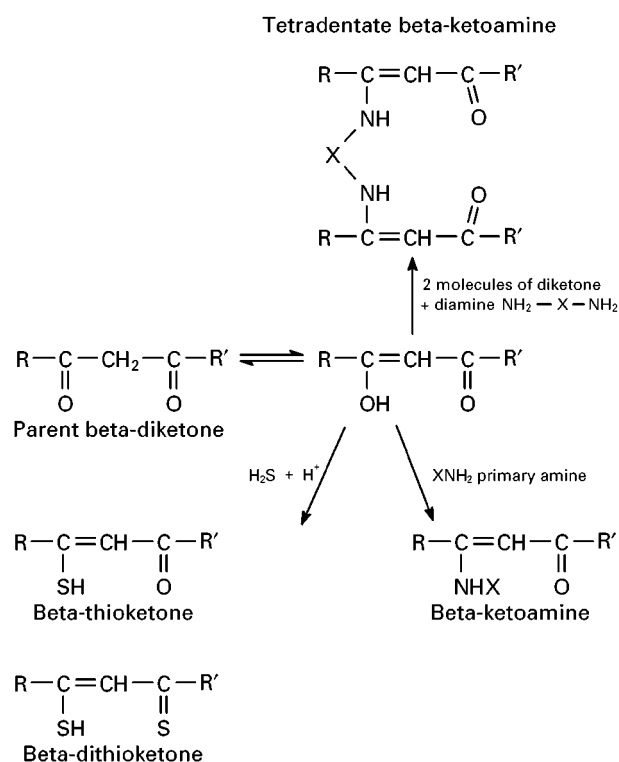 Tetradentate beta-ketoamine
R—C=CH—C—R′
NH
O
X
NH
O
R—C=CH—C—R′
2 molecules of diketone
+ diamine NH₂—X—NH₂
R—C—CH₂—C—R′
R—C=CH—C—R′
O
O
OH
O
Parent beta-diketone
H₂S + H⁺
XNH₂ primary amine
R—C=CH—C—R′
R—C=CH—C—R′
SH
O
NHX
O
Beta-thioketone
Beta-ketoamine
R—C=CH—C—R′
SH
S
Beta-dithioketone